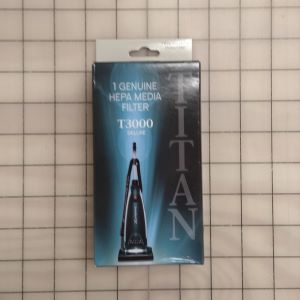 1 GENUINE
HEPA MEDIA
FILTER
T3000
DELUXE
TITAN